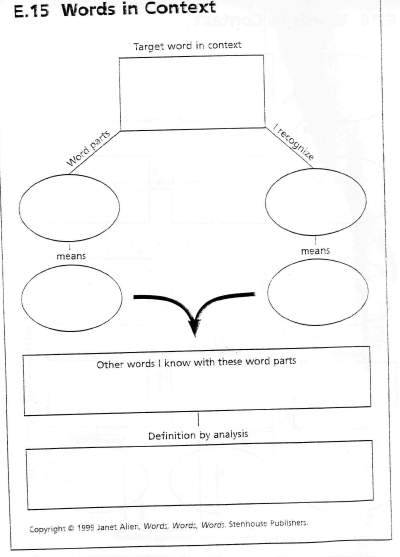 E.15 Words in Context
Target word in context
Word parts
I recognize
means
means
Other words I know with these word parts
Definition by analysis
Copyright © 1999 Janet Allen, Words, Words, Words. Stenhouse Publishers.